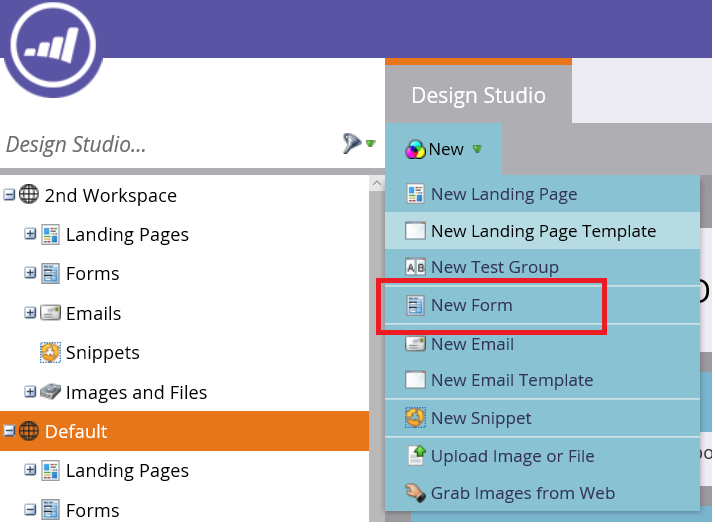 Design Studio
Design Studio...
New
2nd Workspace
Landing Pages
Forms
Emails
Snippets
Images and Files
Default
Landing Pages
Forms
New Landing Page
New Landing Page Template
AB New Test Group
New Form
New Email
New Email Template
New Snippet
Upload Image or File
Grab Images from Web